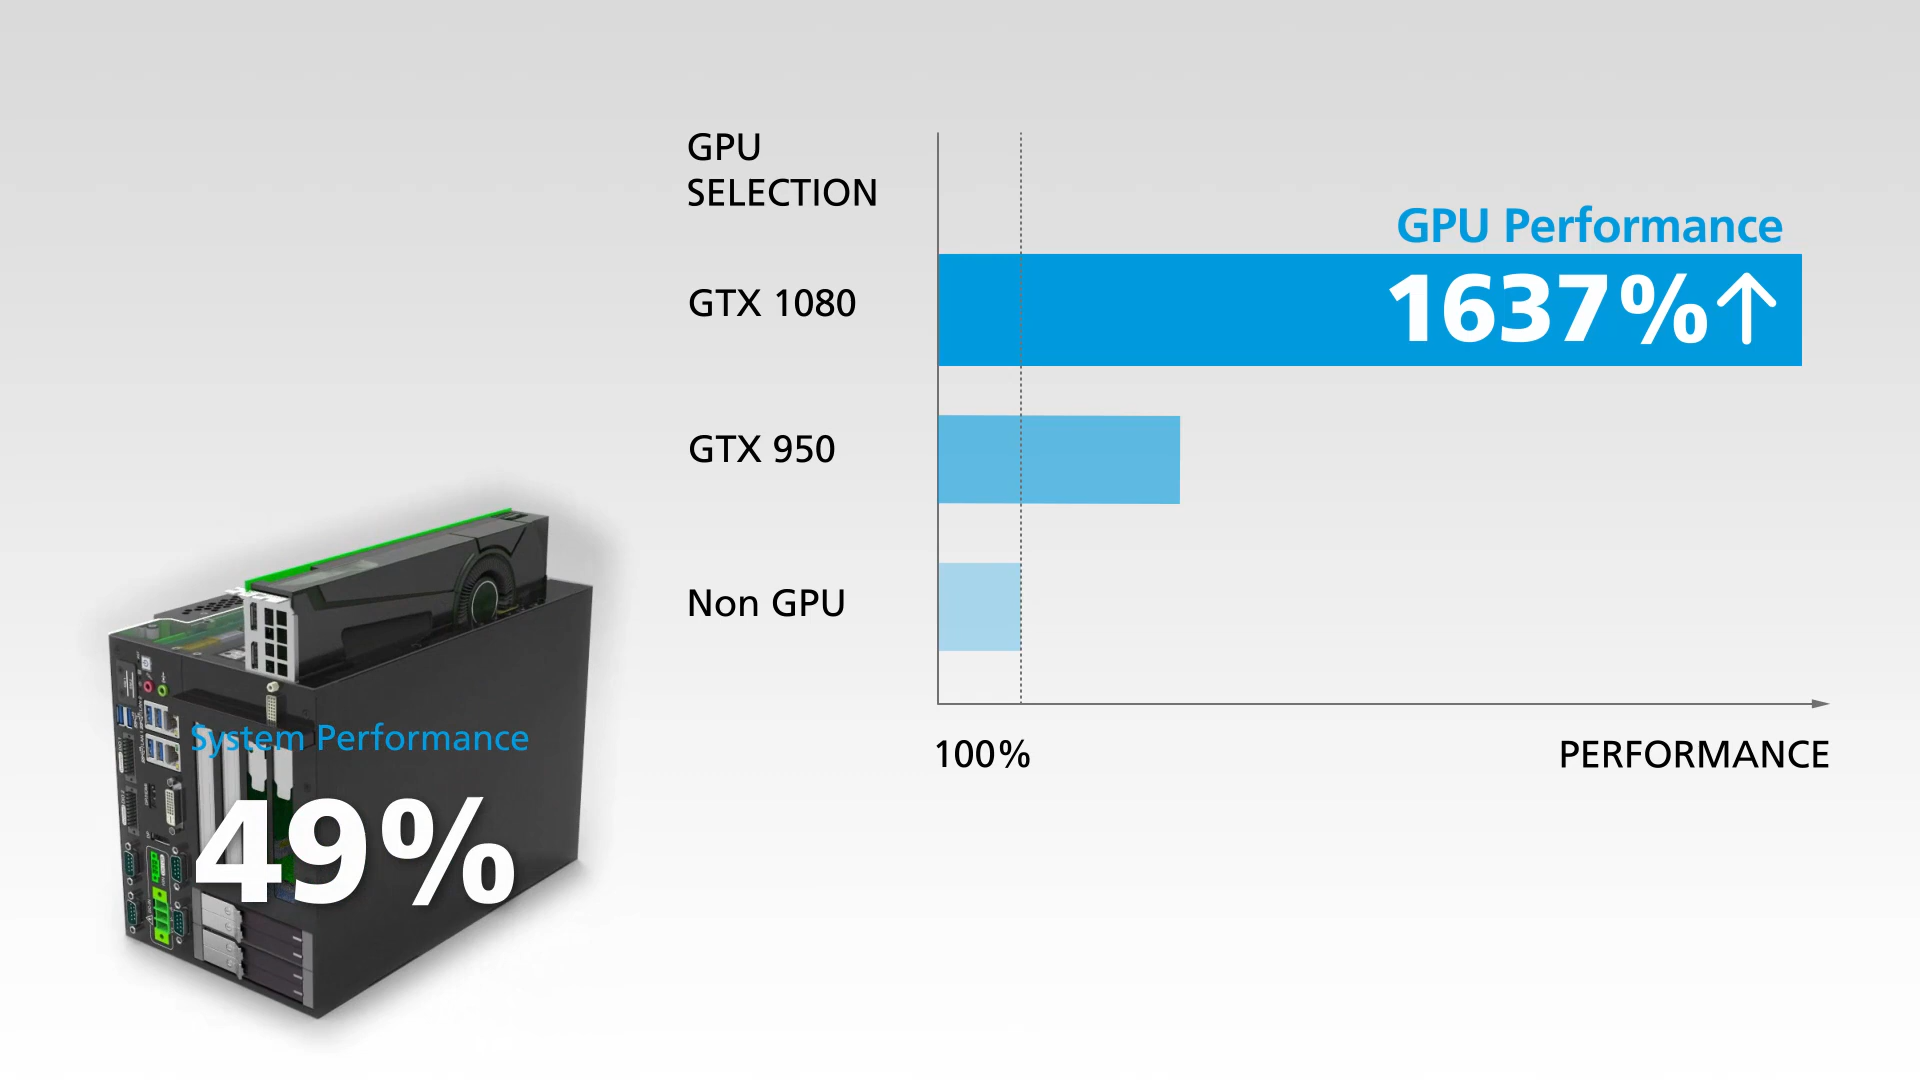 GPU
SELECTION
GPU Performance
GTX 1080
1637%↑
GTX 950
Non GPU
100%
PERFORMANCE
System Performance
49%